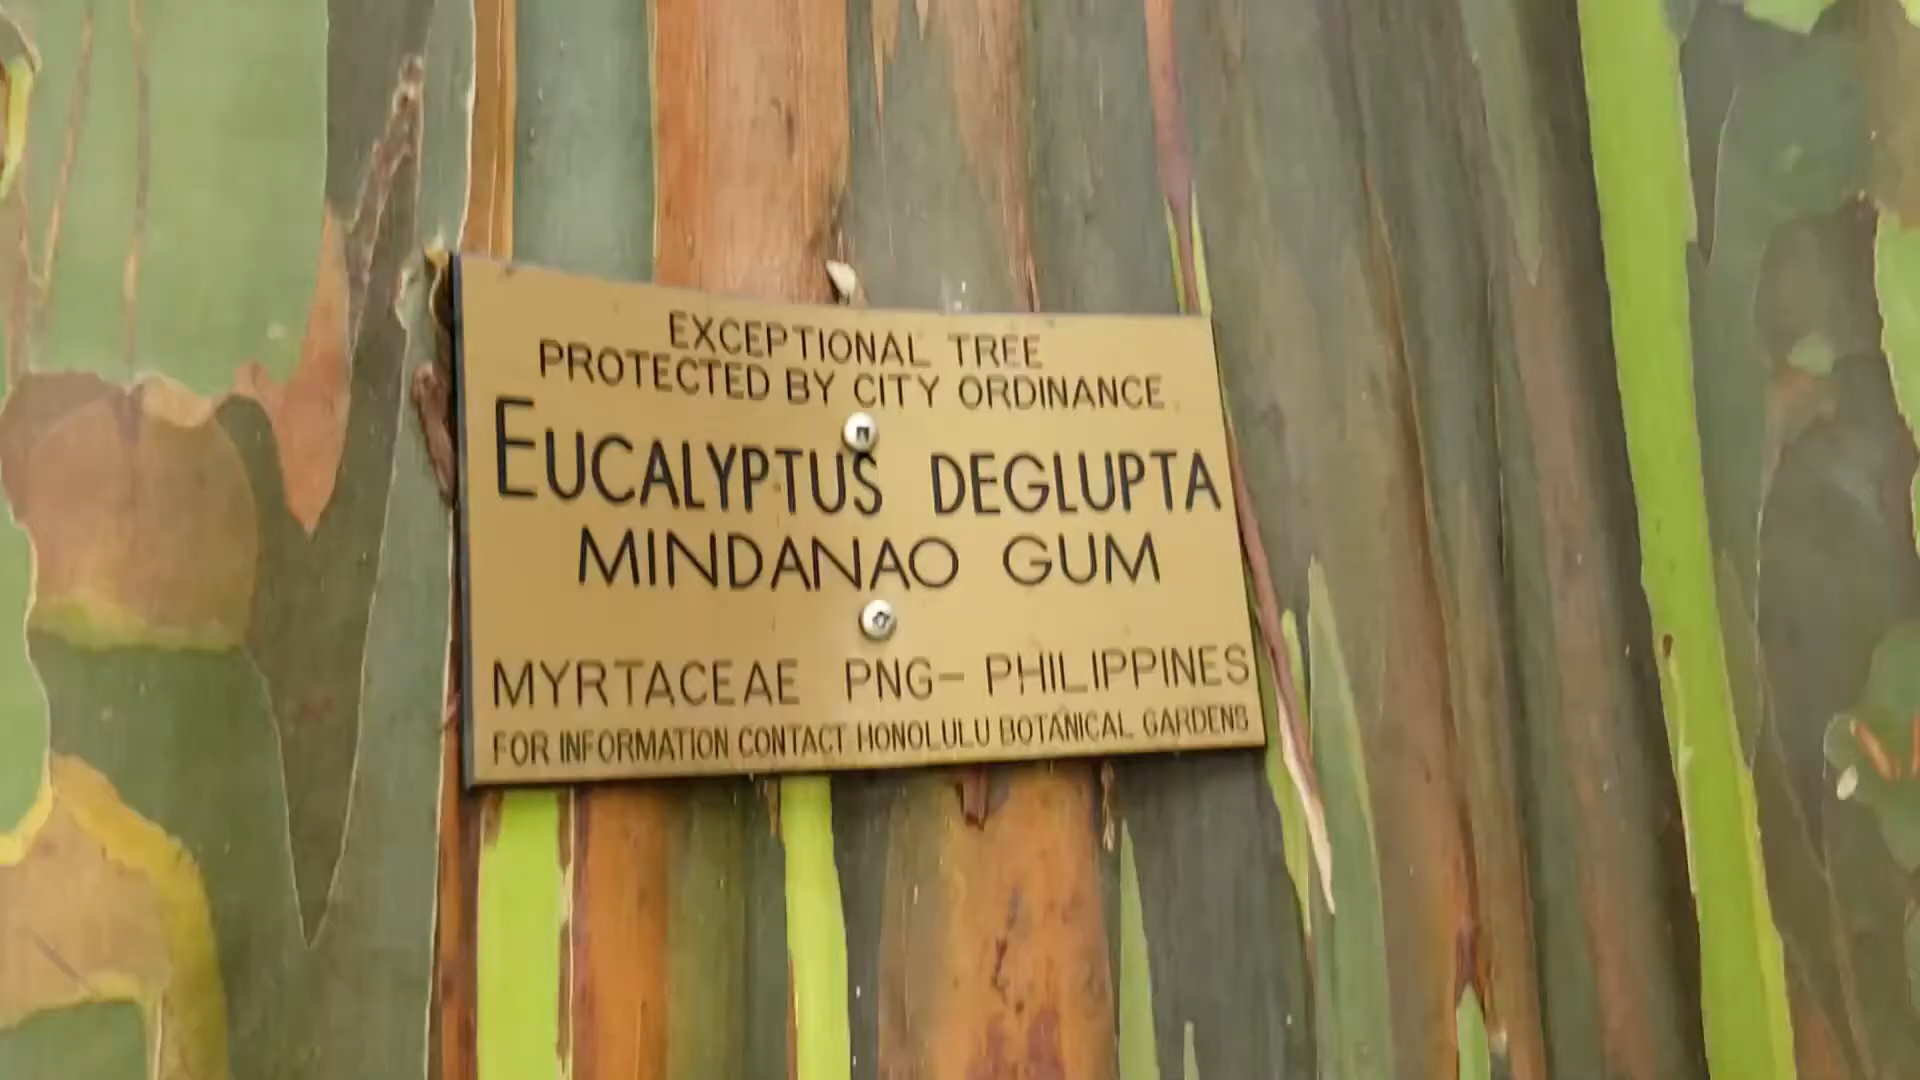 EXCEPTIONAL TREE
PROTECTED BY CITY ORDINANCE
EUCALYPTUS DEGLUPTA
MINDANAO GUM
MYRTACEAE PNG- PHILIPPINES
FOR INFORMATION CONTACT HONOLULU BOTANICAL GARDENS